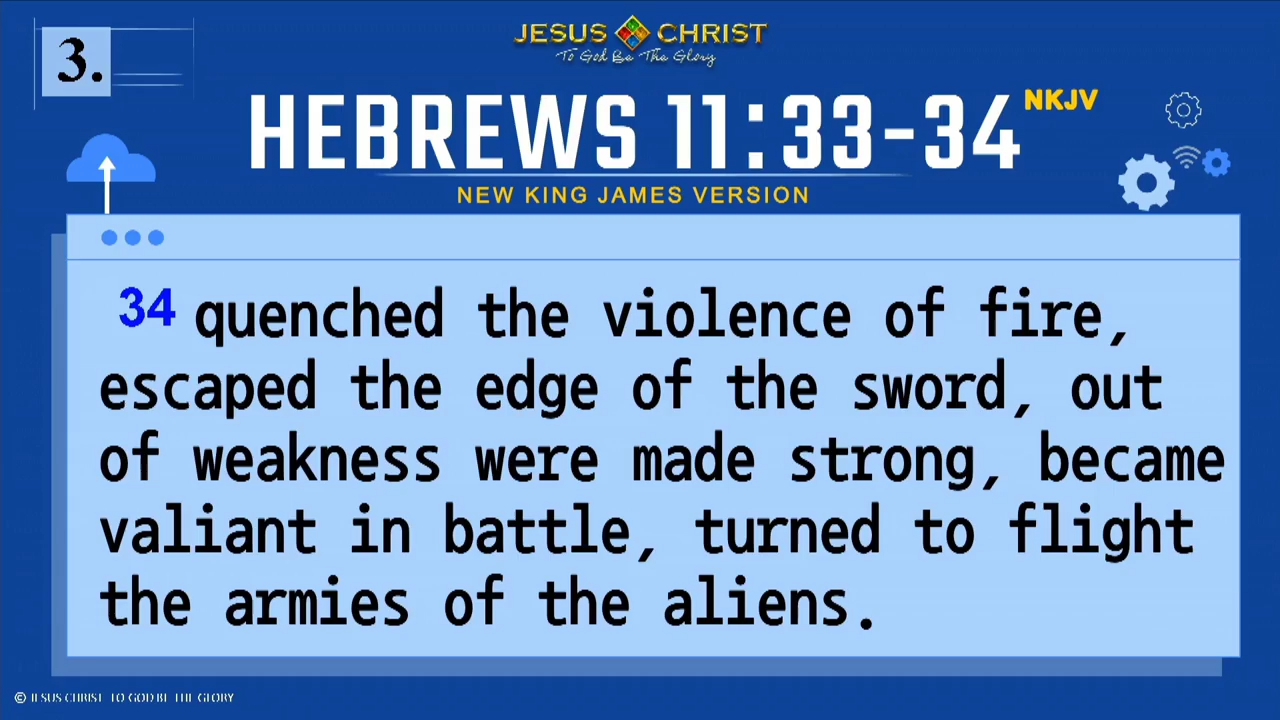 3.
JESUS CHRIST
To God Be The Glory
HEBREWS 11:33-34 NKJV
NEW KING JAMES VERSION
34 quenched the violence of fire,
escaped the edge of the sword, out
of weakness were made strong, became
valiant in battle, turned to flight
the armies of the aliens.
© JESUS CHRIST TO GOD BE THE GLORY